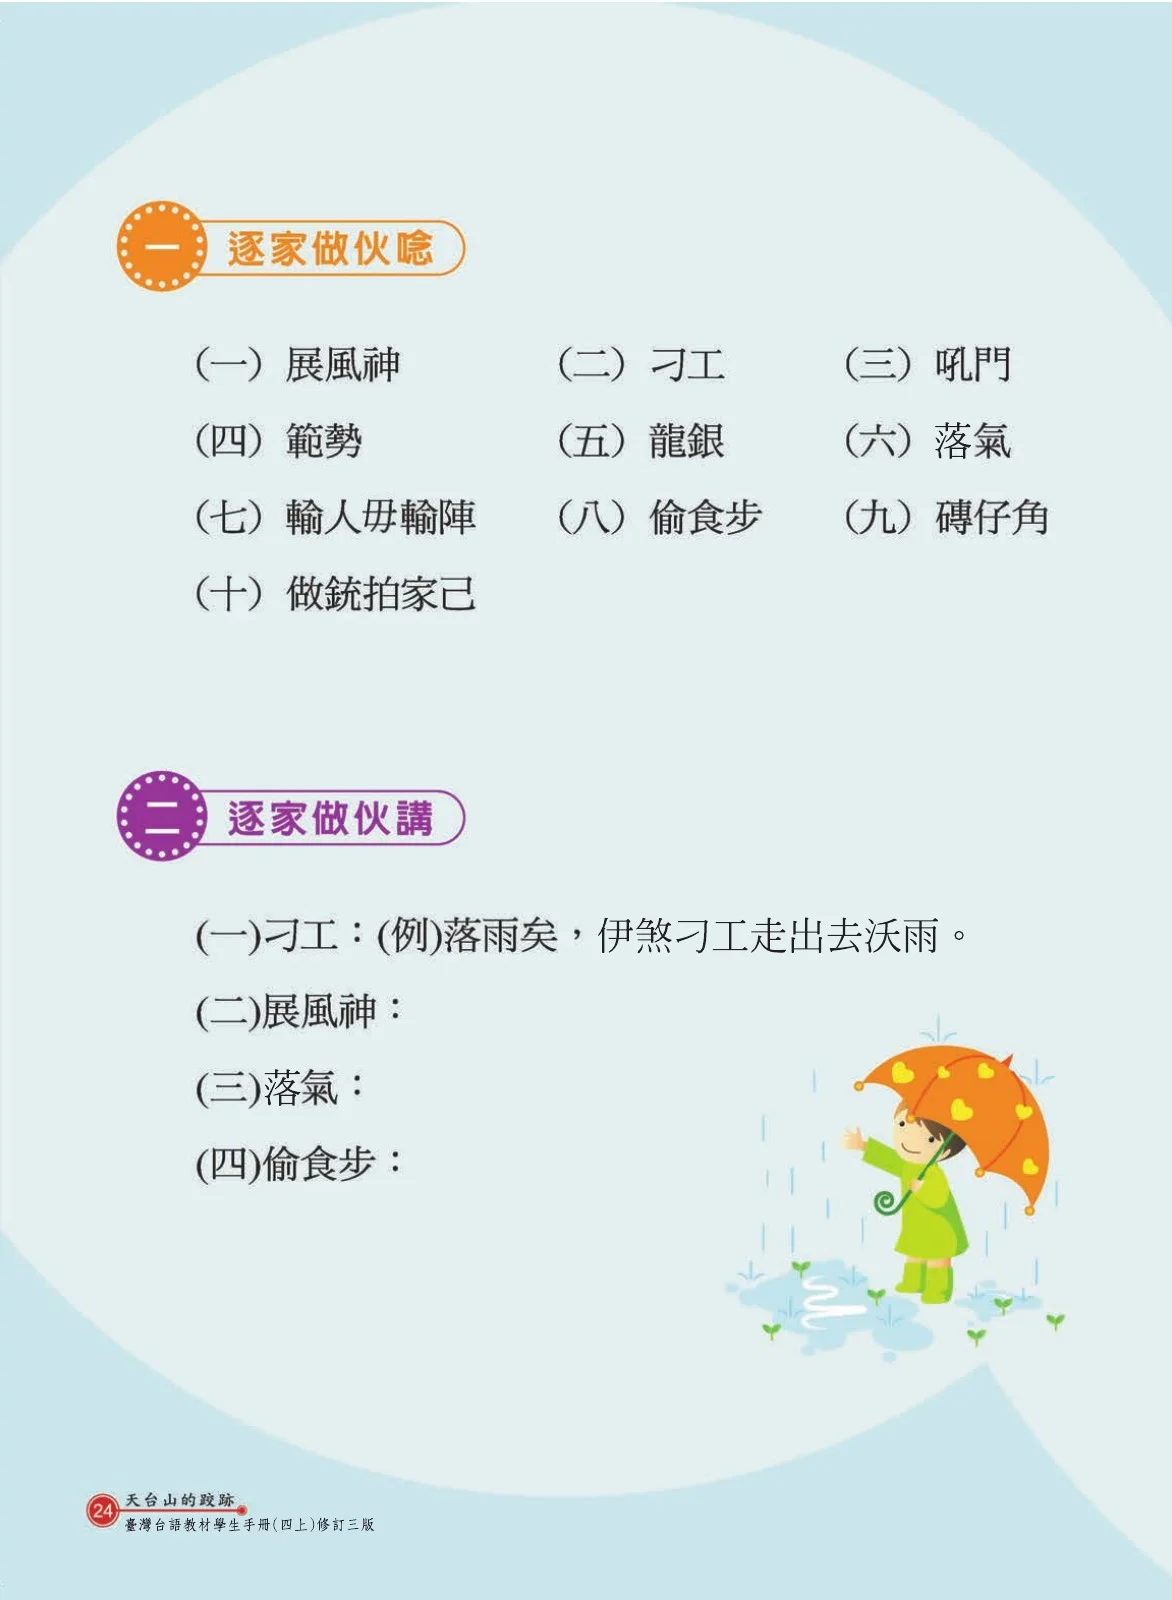 一 逐家做伙唸
(一) 展風神 (二) 刁工 (三) 吼門
(四) 範勢 (五) 龍銀 (六) 落氣
(七) 輸人毋輸陣 (八) 偷食步 (九) 磚仔角
(十) 做銃拍家己
二 逐家做伙講
(一)刁工：(例)落雨矣，伊煞刁工走出去沃雨。
(二)展風神：
(三)落氣：
(四)偷食步：
24 天台山的跤跡
臺灣台語教材學生手冊(四上)修訂三版